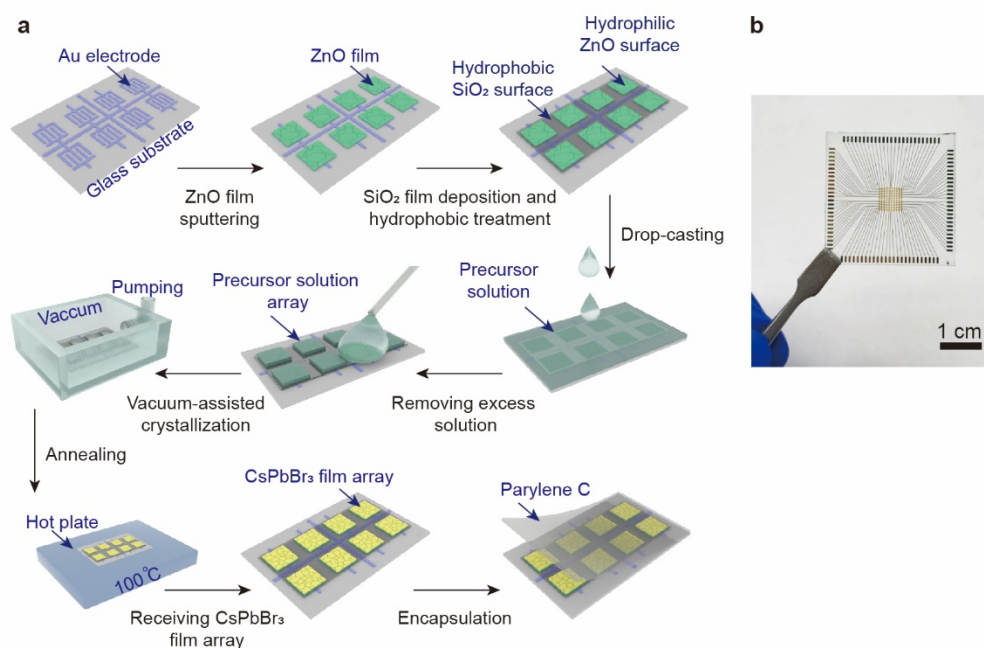 a
Au electrode
Glass substrate
ZnO film
sputtering
ZnO film
SiO₂ film deposition and
hydrophobic treatment
Hydrophobic
SiO₂ surface
Hydrophilic
ZnO surface
Drop-casting
Precursor
solution
Removing excess
solution
Precursor solution
array
Vacuum-assisted
crystallization
Pumping
Vaccum
Annealing
Hot plate
100℃
Receiving CsPbBr₃
film array
CsPbBr₃ film array
Encapsulation
Parylene C
b
1 cm